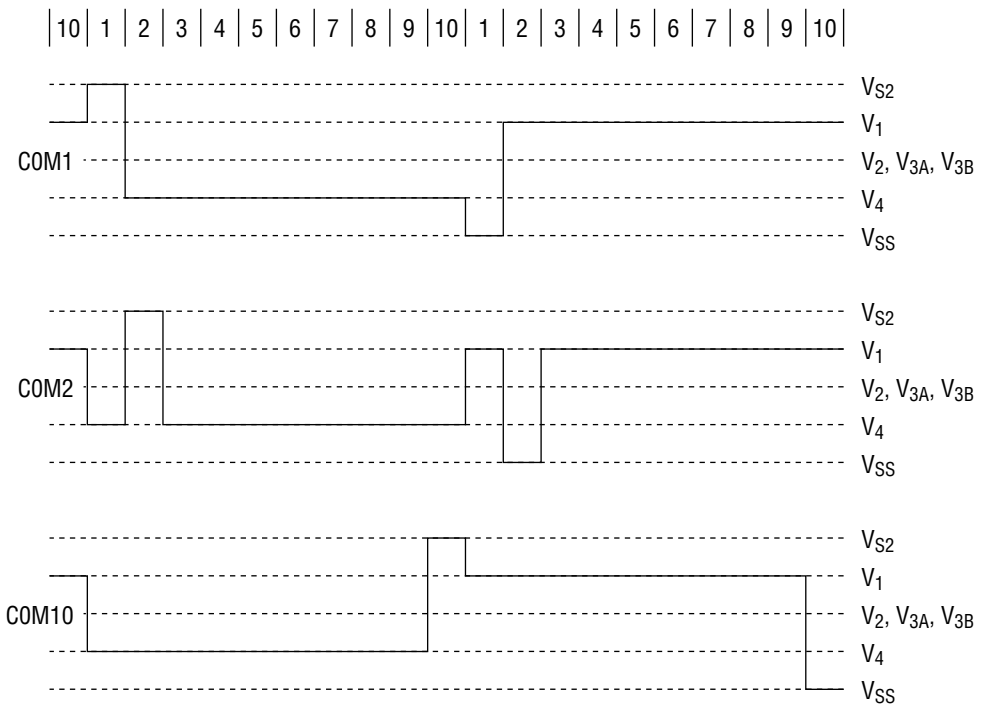 10 1 2 3 4 5 6 7 8 9 10 1 2 3 4 5 6 7 8 9 10
VS2
V1
COM1 V2, V3A, V3B
V4
VSS
VS2
V1
COM2 V2, V3A, V3B
V4
VSS
VS2
V1
COM10 V2, V3A, V3B
V4
VSS